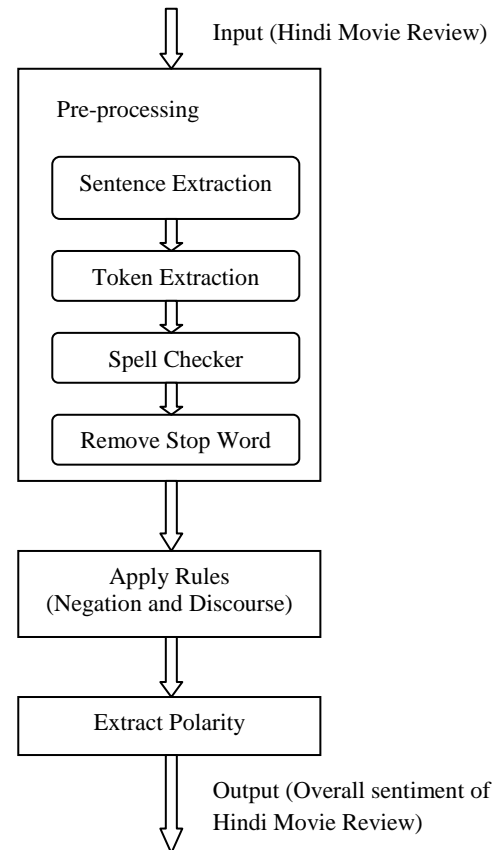 Input (Hindi Movie Review)
Pre-processing
Sentence Extraction
Token Extraction
Spell Checker
Remove Stop Word
Apply Rules
(Negation and Discourse)
Extract Polarity
Output (Overall sentiment of
Hindi Movie Review)